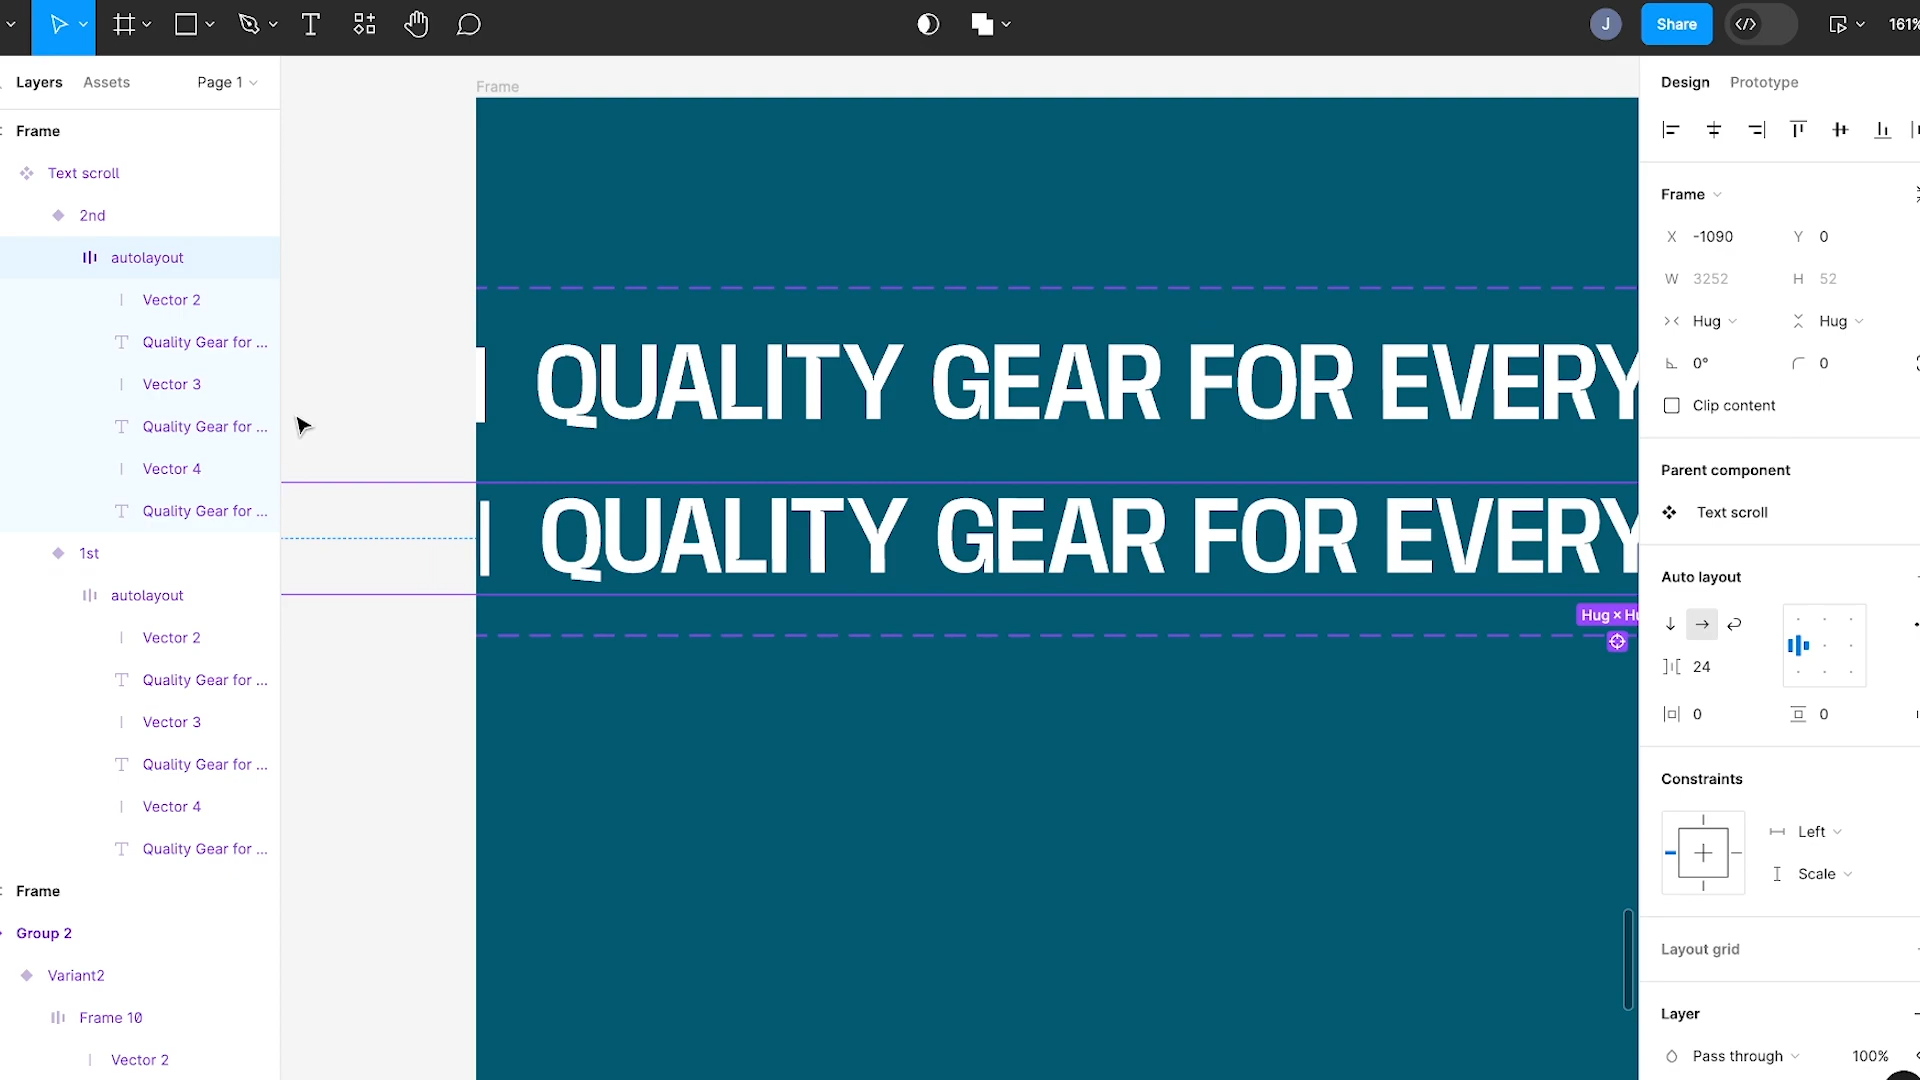 J
Share
161%
Layers
Assets
Page 1
Frame
Text scroll
2nd
autolayout
Vector 2
Quality Gear for ...
Vector 3
Quality Gear for ...
Vector 4
Quality Gear for ...
1st
autolayout
Vector 2
Quality Gear for ...
Vector 3
Quality Gear for ...
Vector 4
Quality Gear for ...
Frame
Group 2
Variant2
Frame 10
Vector 2
Frame
QUALITY GEAR FOR EVERY
QUALITY GEAR FOR EVERY
Hug × Hu
Design
Prototype
Frame
X -1090
Y 0
W 3252
H 52
Hug
Hug
0°
0
Clip content
Parent component
Text scroll
Auto layout
24
0
0
Constraints
Left
Scale
Layout grid
Layer
Pass through
100%